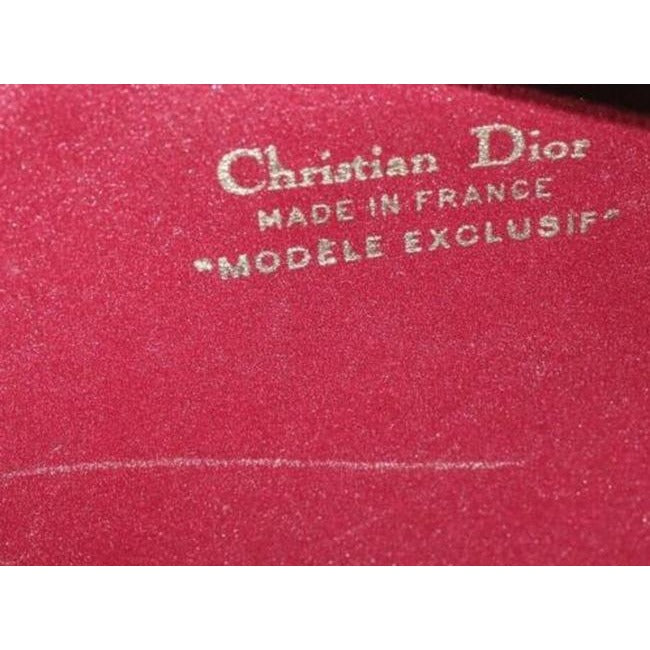 Christian Dior
MADE IN FRANCE
"MODÈLE EXCLUSIF"